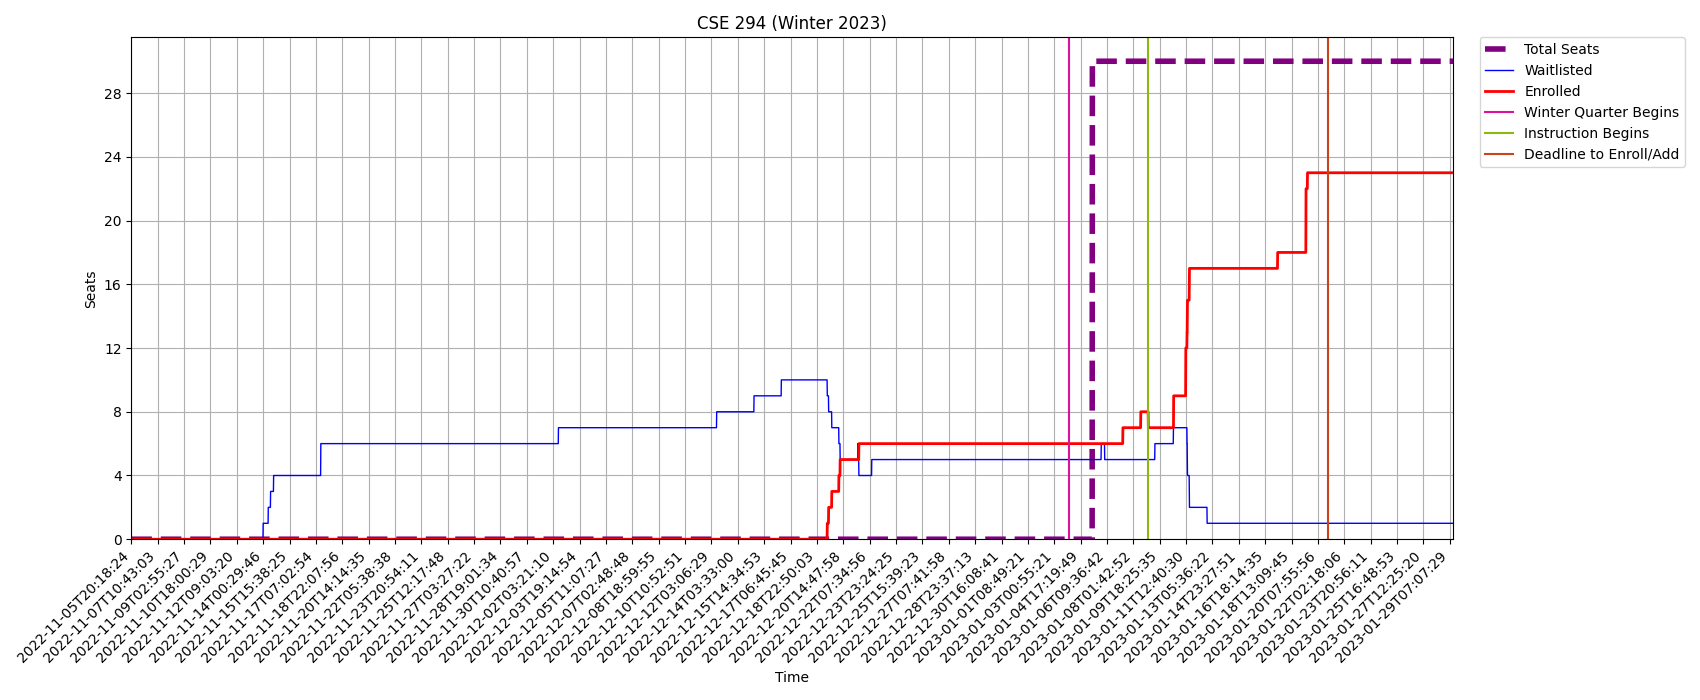 CSE 294 (Winter 2023)
Total Seats
Waitlisted
Enrolled
Winter Quarter Begins
Instruction Begins
Deadline to Enroll/Add
Seats
28
24
20
16
12
8
4
0
2022-11-05T20:18:24
2022-11-07T10:43:03
2022-11-09T02:55:27
2022-11-10T18:00:29
2022-11-12T09:03:20
2022-11-14T00:29:46
2022-11-15T15:38:25
2022-11-17T07:02:54
2022-11-18T22:07:56
2022-11-20T14:14:35
2022-11-22T05:38:38
2022-11-23T20:54:11
2022-11-25T12:17:48
2022-11-27T03:27:22
2022-11-28T19:01:34
2022-11-30T10:40:57
2022-12-02T03:21:10
2022-12-03T19:14:54
2022-12-05T11:07:27
2022-12-07T02:48:48
2022-12-08T18:59:55
2022-12-10T10:52:51
2022-12-12T03:06:29
2022-12-14T03:33:00
2022-12-15T14:34:53
2022-12-17T06:45:45
2022-12-18T22:50:03
2022-12-20T14:47:58
2022-12-22T07:34:56
2022-12-23T23:24:25
2022-12-25T15:39:23
2022-12-27T07:41:58
2022-12-28T23:37:13
2022-12-30T16:08:41
2023-01-01T08:49:21
2023-01-03T00:55:21
2023-01-04T17:19:49
2023-01-06T09:36:42
2023-01-08T01:42:52
2023-01-09T18:25:35
2023-01-11T12:40:30
2023-01-13T05:36:22
2023-01-14T23:27:51
2023-01-16T18:14:35
2023-01-18T13:09:45
2023-01-20T07:55:56
2023-01-22T02:18:06
2023-01-23T20:56:11
2023-01-25T16:48:53
2023-01-27T12:25:20
2023-01-29T07:07:29
Time